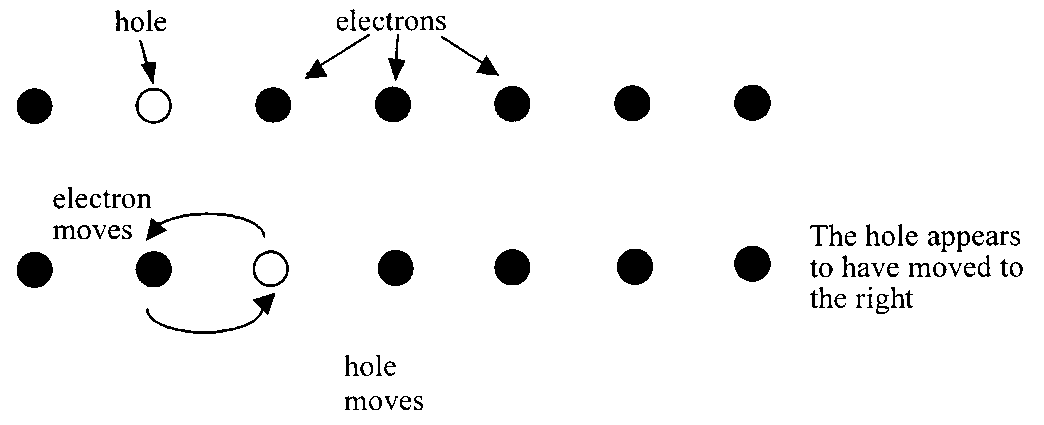 hole
electrons
electron
moves
The hole appears
to have moved to
the right
hole
moves